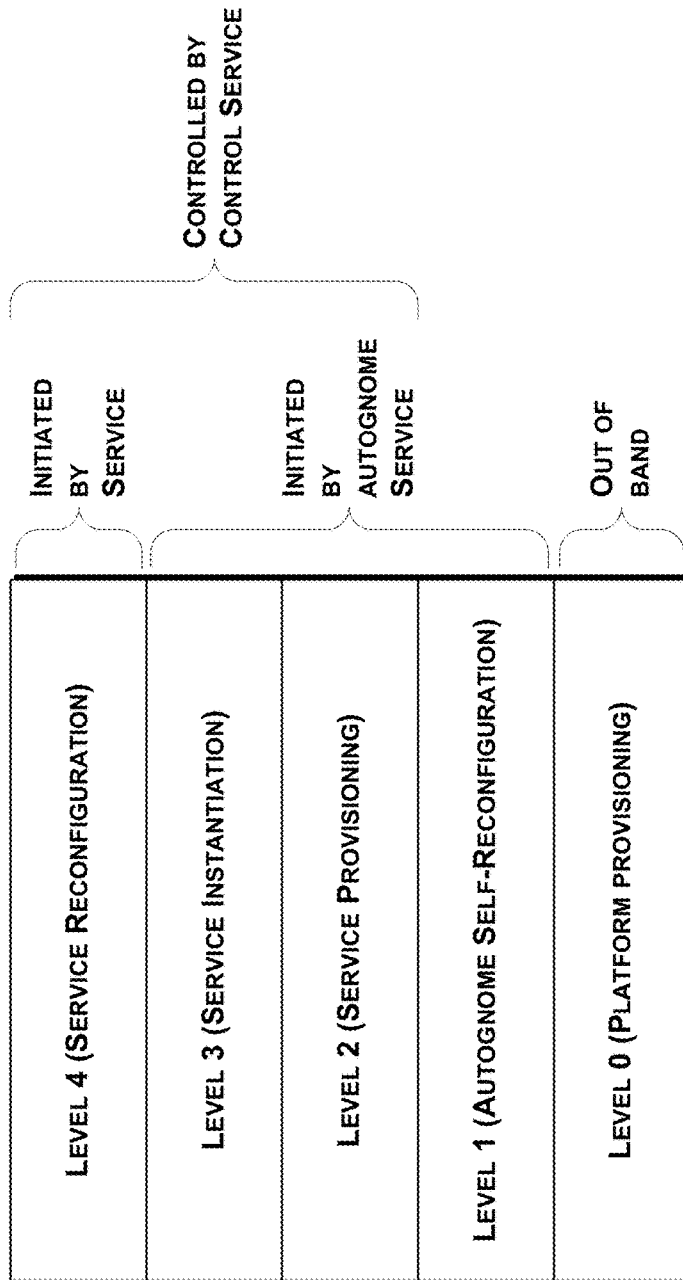 LEVEL 4 (SERVICE RECONFIGURATION)
LEVEL 3 (SERVICE INSTANTIATION)
LEVEL 2 (SERVICE PROVISIONING)
LEVEL 1 (AUTOGNOME SELF-RECONFIGURATION)
LEVEL 0 (PLATFORM PROVISIONING)
INITIATED
BY
SERVICE
INITIATED
BY
AUTOGNOME
SERVICE
OUT OF
BAND
CONTROLLED BY
CONTROL SERVICE